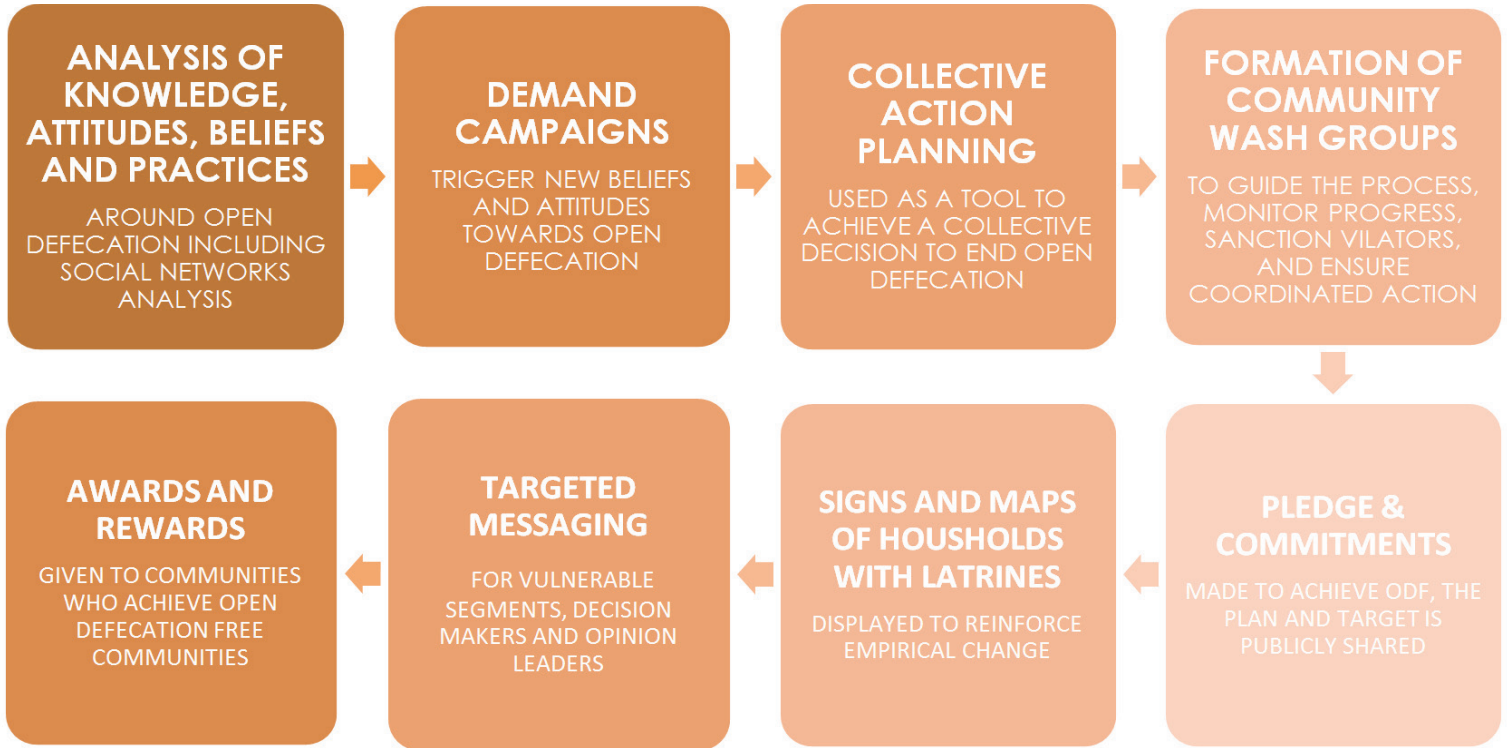 ANALYSIS OF
KNOWLEDGE,
ATTITUDES, BELIEFS
AND PRACTICES
AROUND OPEN
DEFECATION INCLUDING
SOCIAL NETWORKS
ANALYSIS
DEMAND
CAMPAIGNS
TRIGGER NEW BELIEFS
AND ATTITUDES
TOWARDS OPEN
DEFECATION
COLLECTIVE
ACTION
PLANNING
USED AS A TOOL TO
ACHIEVE A COLLECTIVE
DECISION TO END OPEN
DEFECATION
FORMATION OF
COMMUNITY
WASH GROUPS
TO GUIDE THE PROCESS,
MONITOR PROGRESS,
SANCTION VILATORS,
AND ENSURE
COORDINATED ACTION
PLEDGE &
COMMITMENTS
MADE TO ACHIEVE ODF, THE
PLAN AND TARGET IS
PUBLICLY SHARED
SIGNS AND MAPS
OF HOUSHOLDS
WITH LATRINES
DISPLAYED TO REINFORCE
EMPIRICAL CHANGE
TARGETED
MESSAGING
FOR VULNERABLE
SEGMENTS, DECISION
MAKERS AND OPINION
LEADERS
AWARDS AND
REWARDS
GIVEN TO COMMUNITIES
WHO ACHIEVE OPEN
DEFECATION FREE
COMMUNITIES